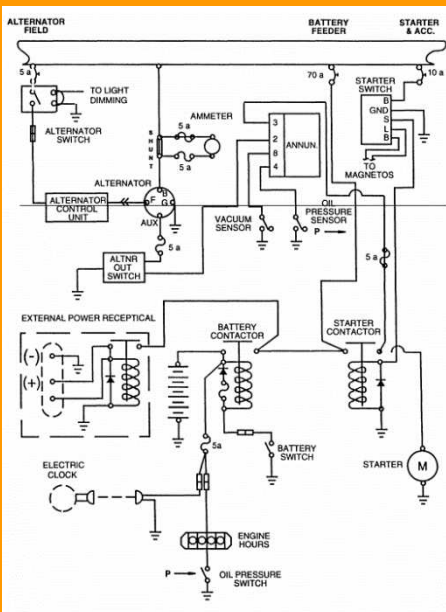 ALTERNATOR
FIELD
BATTERY
FEEDER
STARTER
& ACC.
5 a
70 a
10 a
TO LIGHT
DIMMING
STARTER
SWITCH
B
GND
S
L
B
ALTERNATOR
SWITCH
SHUNT
5 a
AMMETER
5 a
3
2
8
4
ANNUN.
TO
MAGNETOS
ALTERNATOR
ALTERNATOR
CONTROL
UNIT
F
B
G
AUX
5 a
VACUUM
SENSOR
OIL
PRESSURE
SENSOR
P
5 a
ALTNR
OUT
SWITCH
EXTERNAL POWER RECEPTICAL
(-)
(+)
BATTERY
CONTACTOR
STARTER
CONTACTOR
5a
BATTERY
SWITCH
STARTER
M
ELECTRIC
CLOCK
ENGINE
HOURS
P
OIL PRESSURE
SWITCH